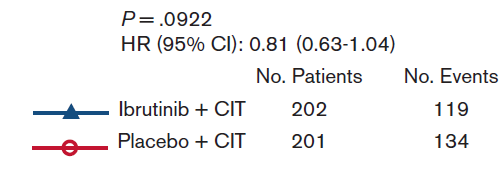 P = .0922
HR (95% CI): 0.81 (0.63-1.04)
No. Patients No. Events
Ibrutinib + CIT 202 119
Placebo + CIT 201 134